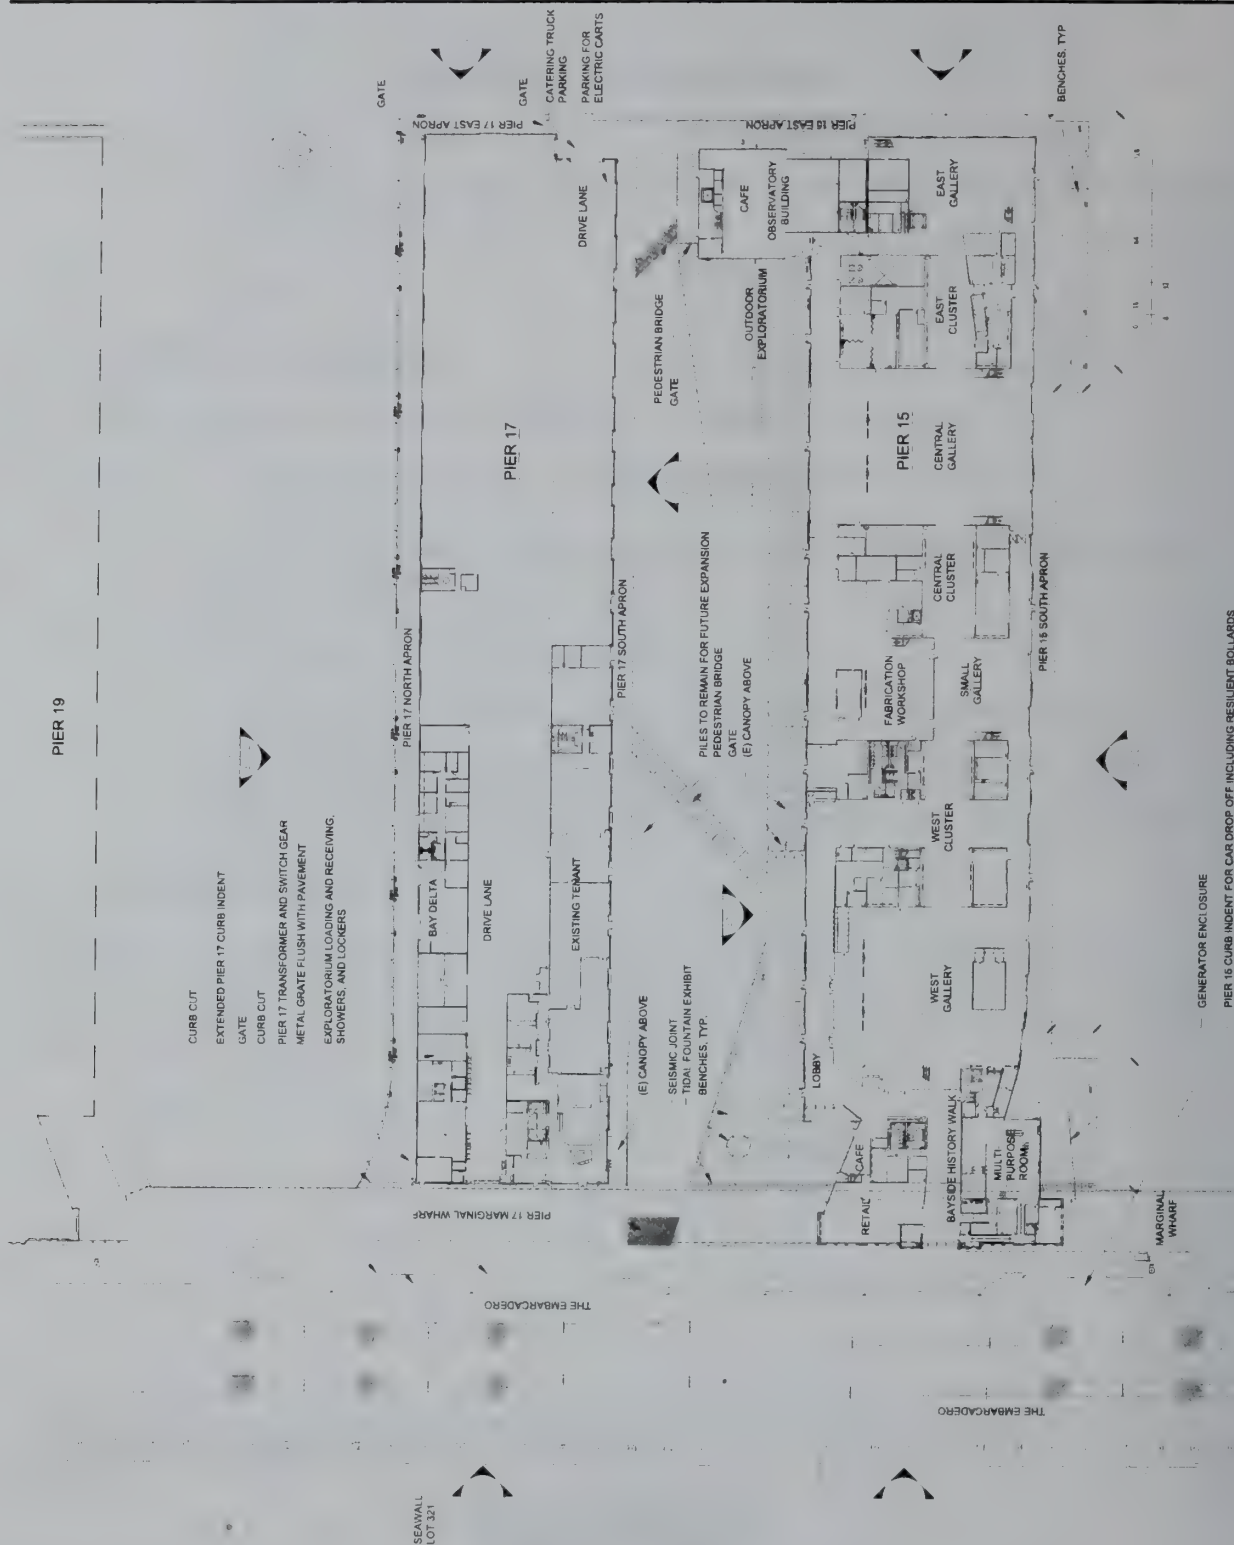 PIER 19
CURB CUT
EXTENDED PIER 17 CURB INDENT
GATE
CURB CUT
PIER 17 TRANSFORMER AND SWITCH GEAR
METAL GRATE FLUSH WITH PAVEMENT
EXPLORATORIUM LOADING AND RECEIVING,
SHOWERS, AND LOCKERS
GATE
PIER 17 EAST APRON
GATE
CATERING TRUCK
PARKING
PARKING FOR
ELECTRIC CARTS
PIER 17 NORTH APRON
BAY DELTA
DRIVE LANE
EXISTING TENANT
PIER 17
DRIVE LANE
PIER 17 SOUTH APRON
PIER 17 MARGINAL WHARF
(E) CANOPY ABOVE
SEISMIC JOINT
TIDAL FOUNTAIN EXHIBIT
BENCHES, TYP.
PILES TO REMAIN FOR FUTURE EXPANSION
PEDESTRIAN BRIDGE
GATE
(E) CANOPY ABOVE
PEDESTRIAN BRIDGE
GATE
OUTDOOR
EXPLORATORIUM
CAFE
OBSERVATORY
BUILDING
PIER 15 EAST APRON
BENCHES, TYP
LOBBY
CAFE
RETAIL
BAYSIDE HISTORY WALK
MULTI-
PURPOSE
ROOM
WEST
GALLERY
WEST
CLUSTER
FABRICATION
WORKSHOP
SMALL
GALLERY
CENTRAL
CLUSTER
PIER 15
CENTRAL
GALLERY
EAST
CLUSTER
EAST
GALLERY
PIER 15 SOUTH APRON
MARGINAL
WHARF
GENERATOR ENCLOSURE
PIER 15 CURB INDENT FOR CAR DROP OFF INCLUDING RESILIENT BOLLARDS
THE EMBARCADERO
THE EMBARCADERO
SEAWALL
LOT 321